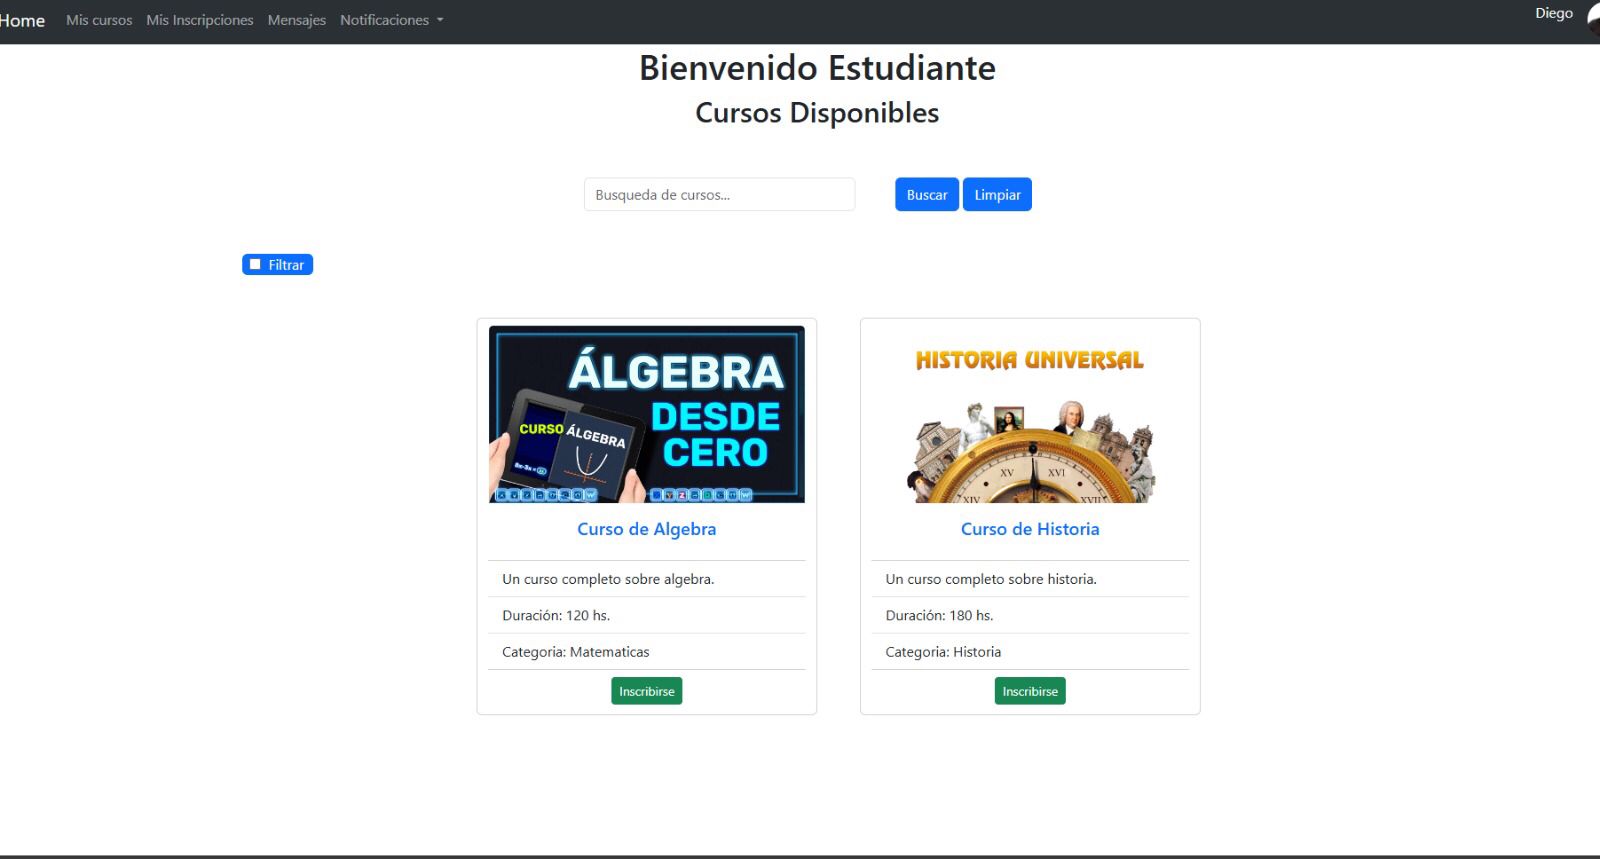 Home Mis cursos Mis Inscripciones Mensajes Notificaciones Diego
Bienvenido Estudiante
Cursos Disponibles
Busqueda de cursos... Buscar Limpiar
Filtrar
ÁLGEBRA
DESDE
CERO
CURSO ÁLGEBRA
Curso de Algebra
Un curso completo sobre algebra.
Duración: 120 hs.
Categoria: Matematicas
Inscribirse
HISTORIA UNIVERSAL
XV XVI
XIV XVII
Curso de Historia
Un curso completo sobre historia.
Duración: 180 hs.
Categoria: Historia
Inscribirse